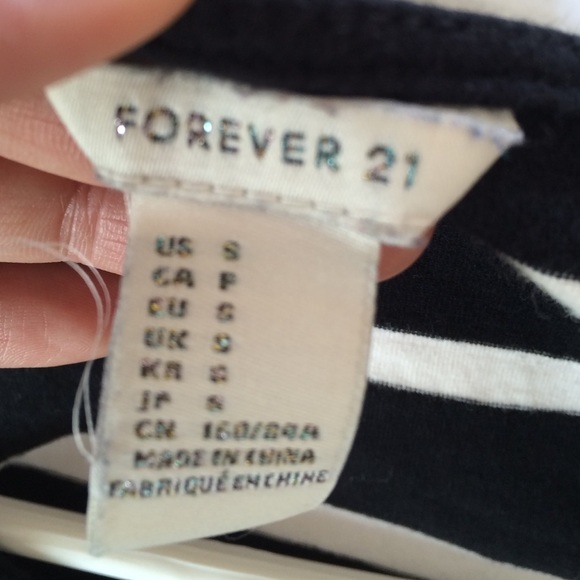 FOREVER 21
US S
CA P
EU S
UK S
KR S
JP S
CN 160/84A
MADE IN CHINA
FABRIQUÉ EN CHINE